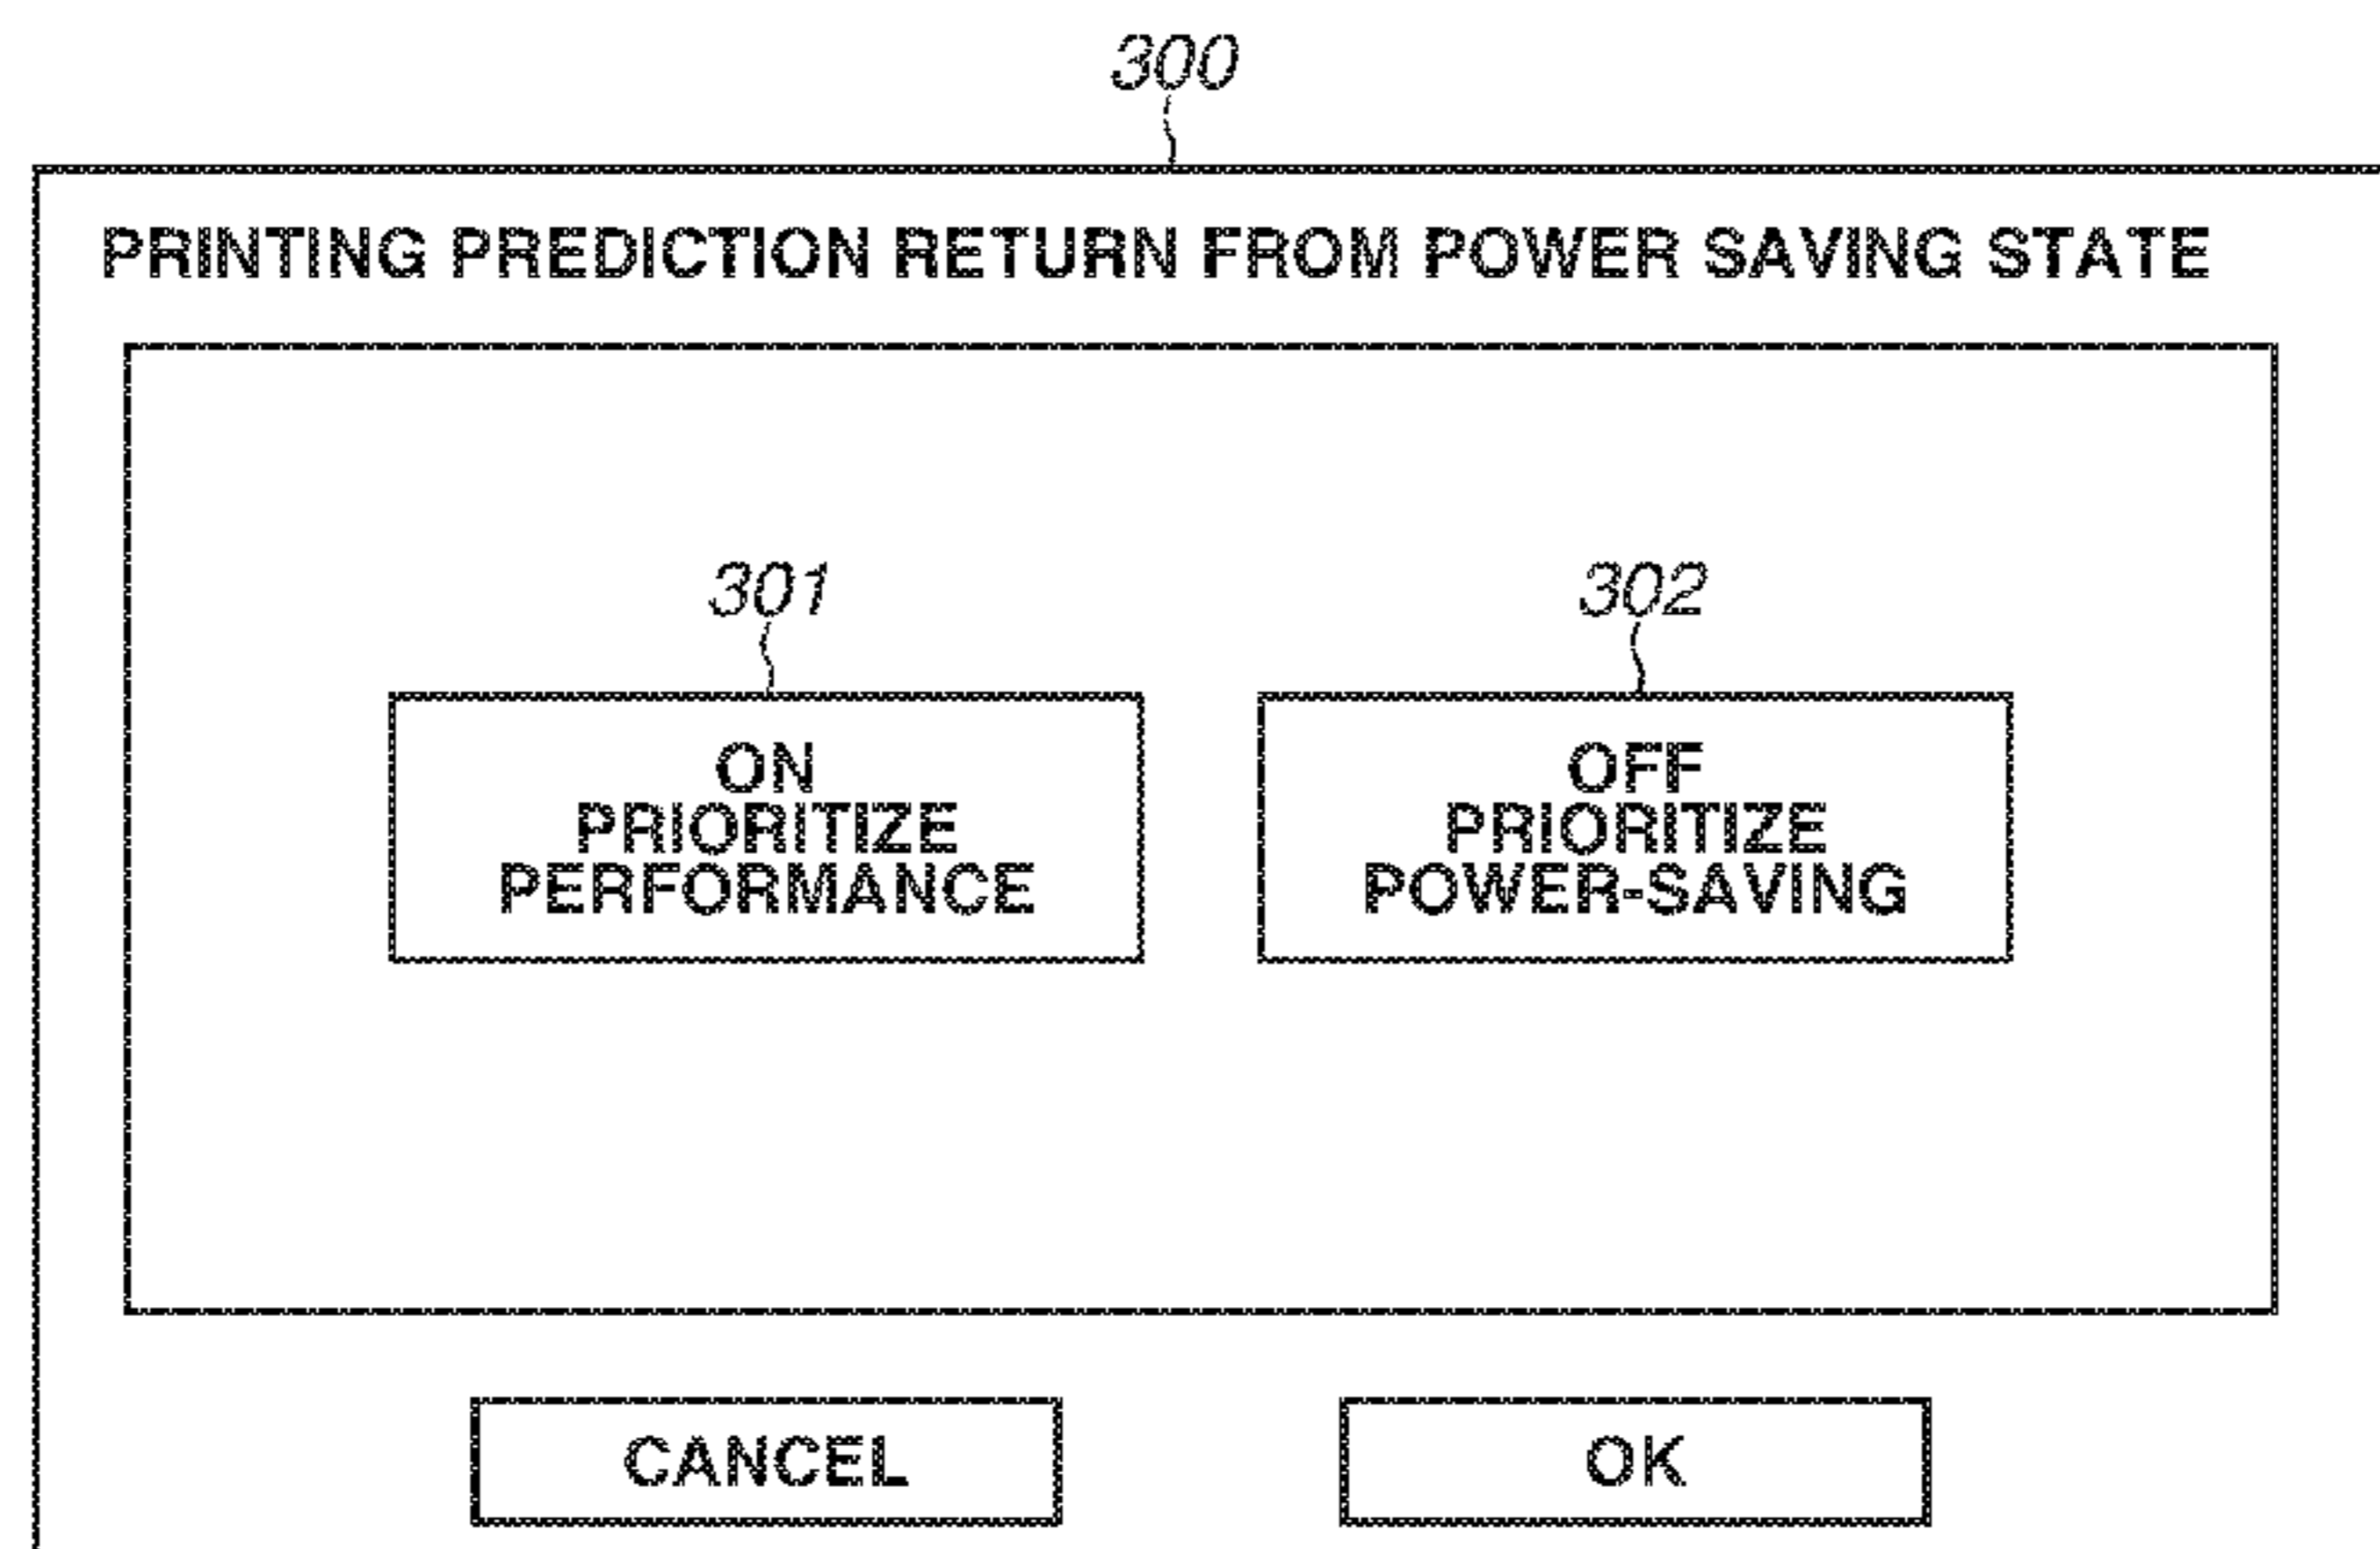 300
PRINTING PREDICTION RETURN FROM POWER SAVING STATE
301
302
ON
PRIORITIZE
PERFORMANCE
OFF
PRIORITIZE
POWER-SAVING
CANCEL
OK